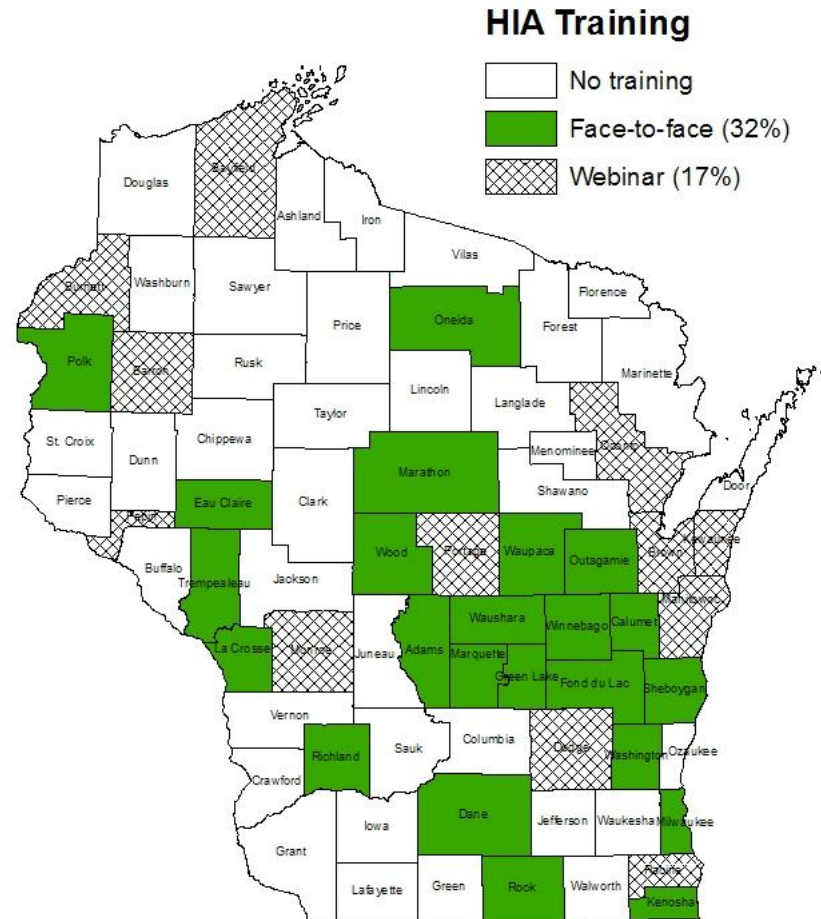 HIA Training
No training
Face-to-face (32%)
Webinar (17%)
Douglas
Bayfield
Ashland
Iron
Vilas
Burnett
Washburn
Sawyer
Price
Oneida
Forest
Florence
Polk
Barron
Rusk
Lincoln
Langlade
Marinette
Taylor
St. Croix
Dunn
Chippewa
Menominee
Oconto
Marathon
Shawano
Door
Pierce
Eau Claire
Clark
Pepin
Wood
Portage
Waupaca
Outagamie
Brown
Kewaunee
Buffalo
Trempealeau
Jackson
Manitowoc
Waushara
Winnebago
Calumet
La Crosse
Monroe
Juneau
Adams
Marquette
Green Lake
Fond du Lac
Sheboygan
Vernon
Richland
Sauk
Columbia
Dodge
Washington
Ozaukee
Crawford
Dane
Jefferson
Waukesha
Milwaukee
Iowa
Grant
Lafayette
Green
Rock
Walworth
Racine
Kenosha